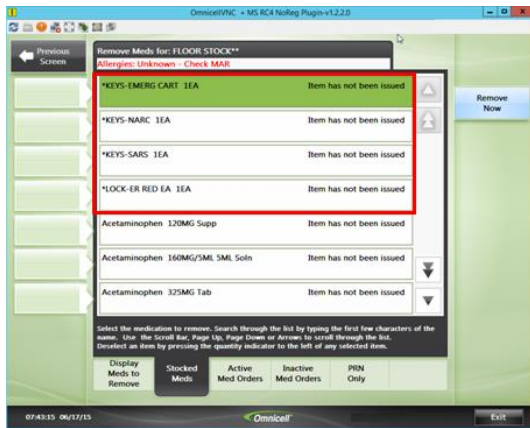 OmnicellVNC + MS RC4 NoReg Plugin-v1.2.2.0
Previous
Screen
Remove Meds for: FLOOR STOCK**
Allergies: Unknown - Check MAR
*KEYS-EMERG CART 1EA Item has not been issued
Remove
Now
*KEYS-NARC 1EA Item has not been issued
*KEYS-SARS 1EA Item has not been issued
*LOCK-ER RED EA 1EA Item has not been issued
Acetaminophen 120MG Supp Item has not been issued
Acetaminophen 160MG/5ML 5ML Soln Item has not been issued
Acetaminophen 325MG Tab Item has not been issued
Select the medication to remove. Search through the list by typing the first few characters of the
name. Use the Scroll Bar, Page Up, Page Down or Arrows to scroll through the list.
Deselect an item by pressing the quantity indicator to the left of any selected item.
Display
Meds to
Remove
Stocked
Meds
Active
Med Orders
Inactive
Med Orders
PRN
Only
07:43:15 06/17/15
Omnicell
Exit